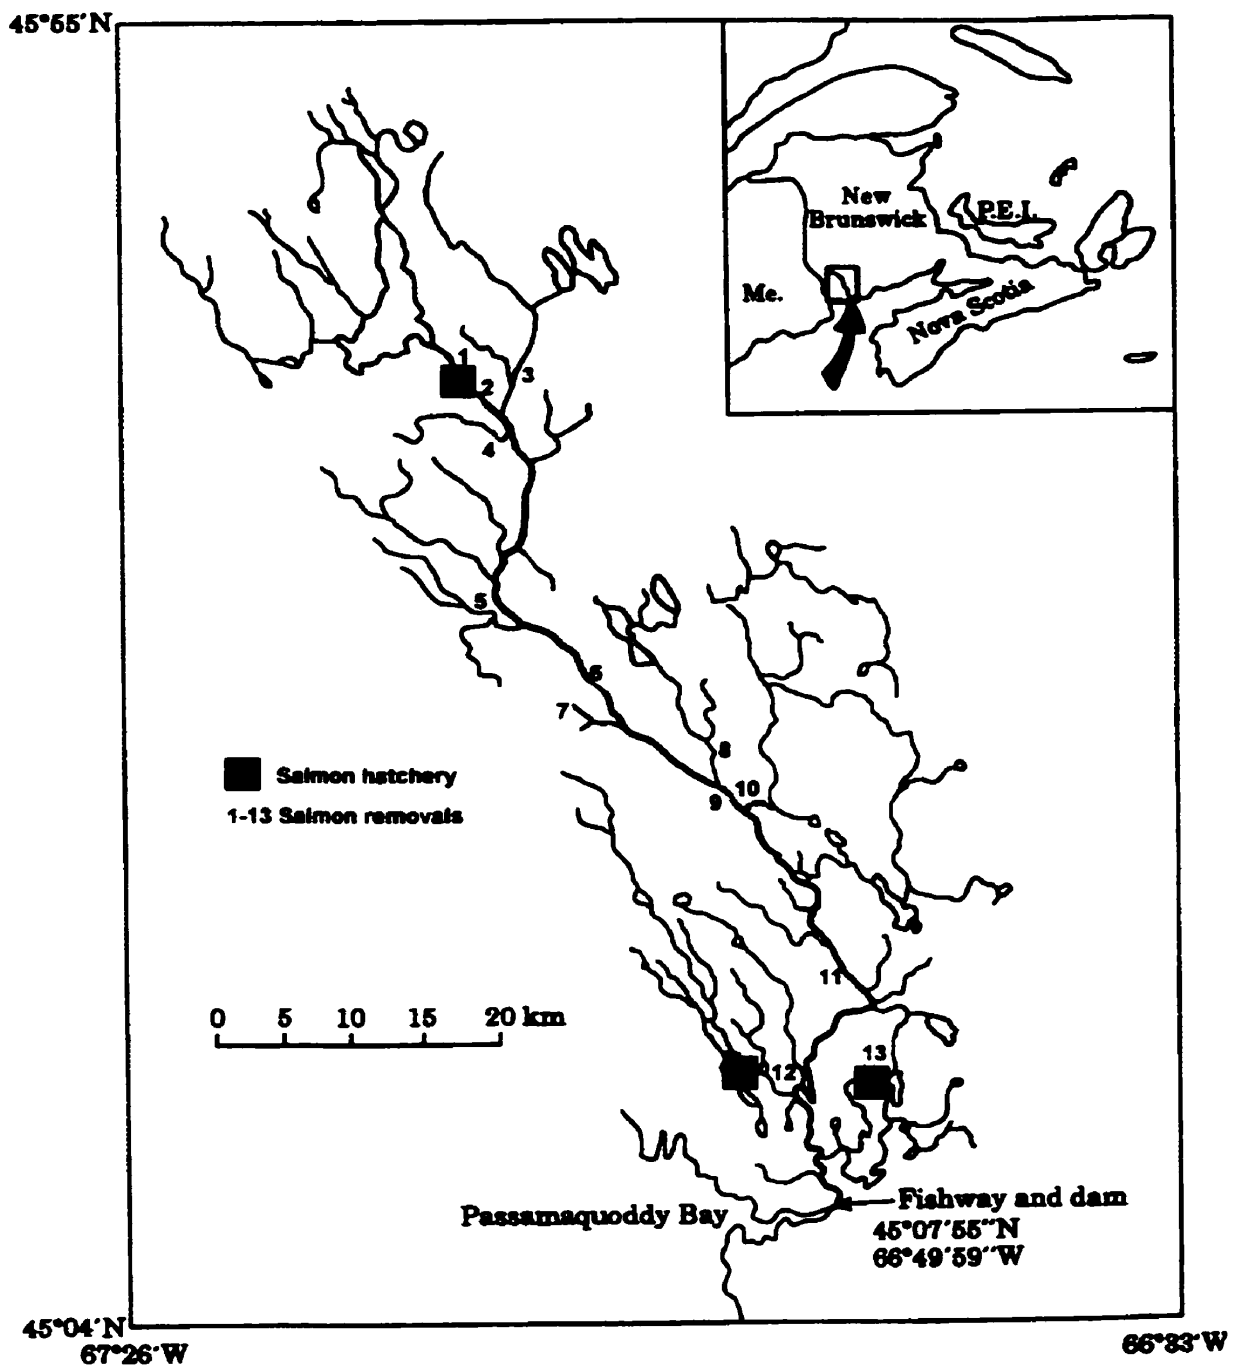 45°55′N
New
Brunswick
P.E.I.
Me.
Nova Scotia
1
2
3
4
5
6
7
8
9
10
Salmon hatchery
1-13 Salmon removals
11
0 5 10 15 20 km
12
13
Passamaquoddy Bay
Fishway and dam
45°07′55″N
66°49′59″W
45°04′N
67°26′W
66°33′W